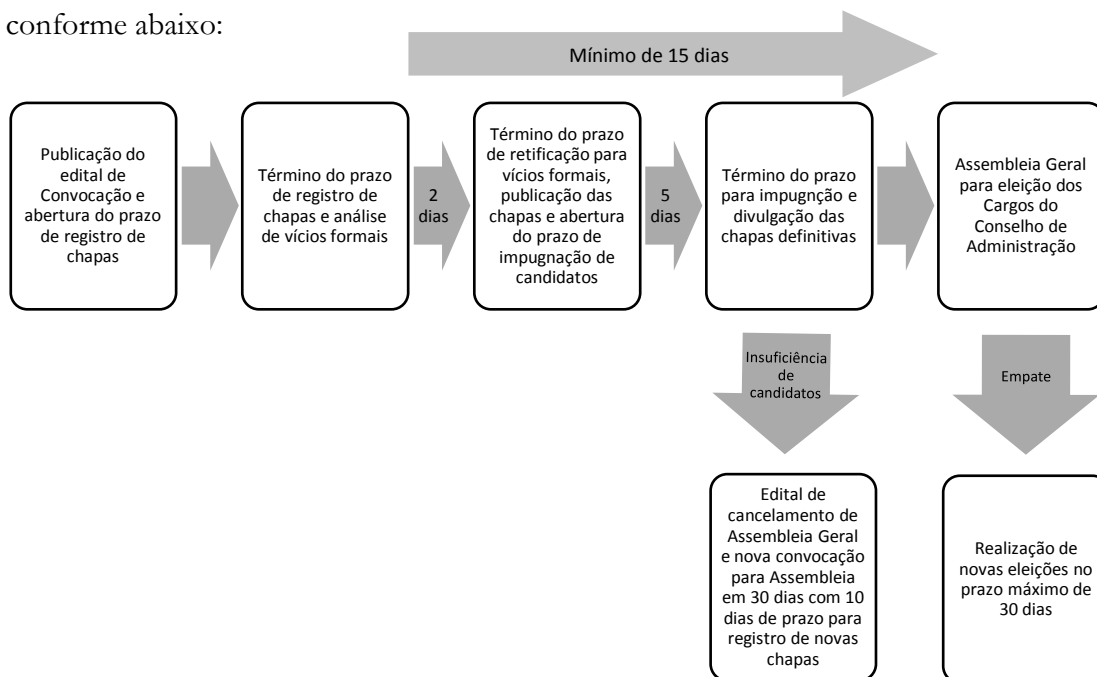 conforme abaixo:
Mínimo de 15 dias
Publicação do
edital de
Convocação e
abertura do prazo
de registro de
chapas
Término do prazo
de registro de
chapas e análise
de vícios formais
2
dias
Término do prazo
de retificação para
vícios formais,
publicação das
chapas e abertura
do prazo de
impugnação de
candidatos
5
dias
Término do prazo
para impugnção e
divulgação das
chapas definitivas
Assembleia Geral
para eleição dos
Cargos do
Conselho de
Administração
Insuficiência
de
candidatos
Empate
Edital de
cancelamento de
Assembleia Geral
e nova convocação
para Assembleia
em 30 dias com 10
dias de prazo para
registro de novas
chapas
Realização de
novas eleições no
prazo máximo de
30 dias